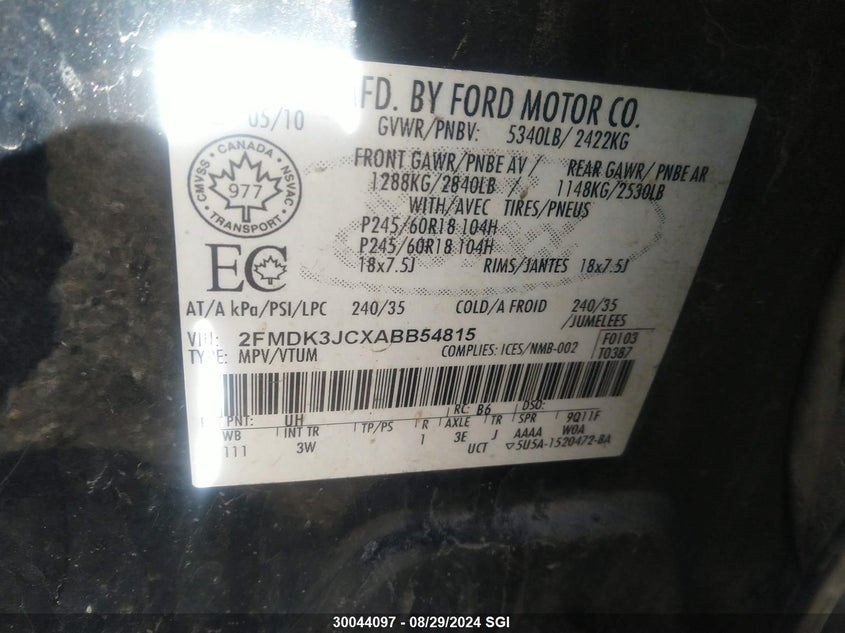 MFD. BY FORD MOTOR CO.
05/10 GVWR/PNBV: 5340LB/ 2422KG
FRONT GAWR/PNBE AV/ REAR GAWR/ PNBE AR
1288KG/2840LB / 1148KG/2530LB
WITH/AVEC TIRES/PNEUS
P245/60R18 104H
P245/60R18 104H
18x7.5J RIMS/JANTES 18x7.5J
CMVSS · CANADA · NSVAC
977
TRANSPORT
EC
AT/A kPa/PSI/LPC 240/35 COLD/A FROID 240/35
/JUMELEES
VIN: 2FMDK3JCXABB54815 F0103
TYPE: MPV/VTUM COMPLIES: ICES/NMB-002 T0387
PNT: UH RC: B6 DSO:
WB INT TR TP/PS R AXLE TR SPR 9Q11F
111 3W 1 3E J AAAA W0A
UCT ▽5U5A-1520472-BA
30044097 - 08/29/2024 SGI